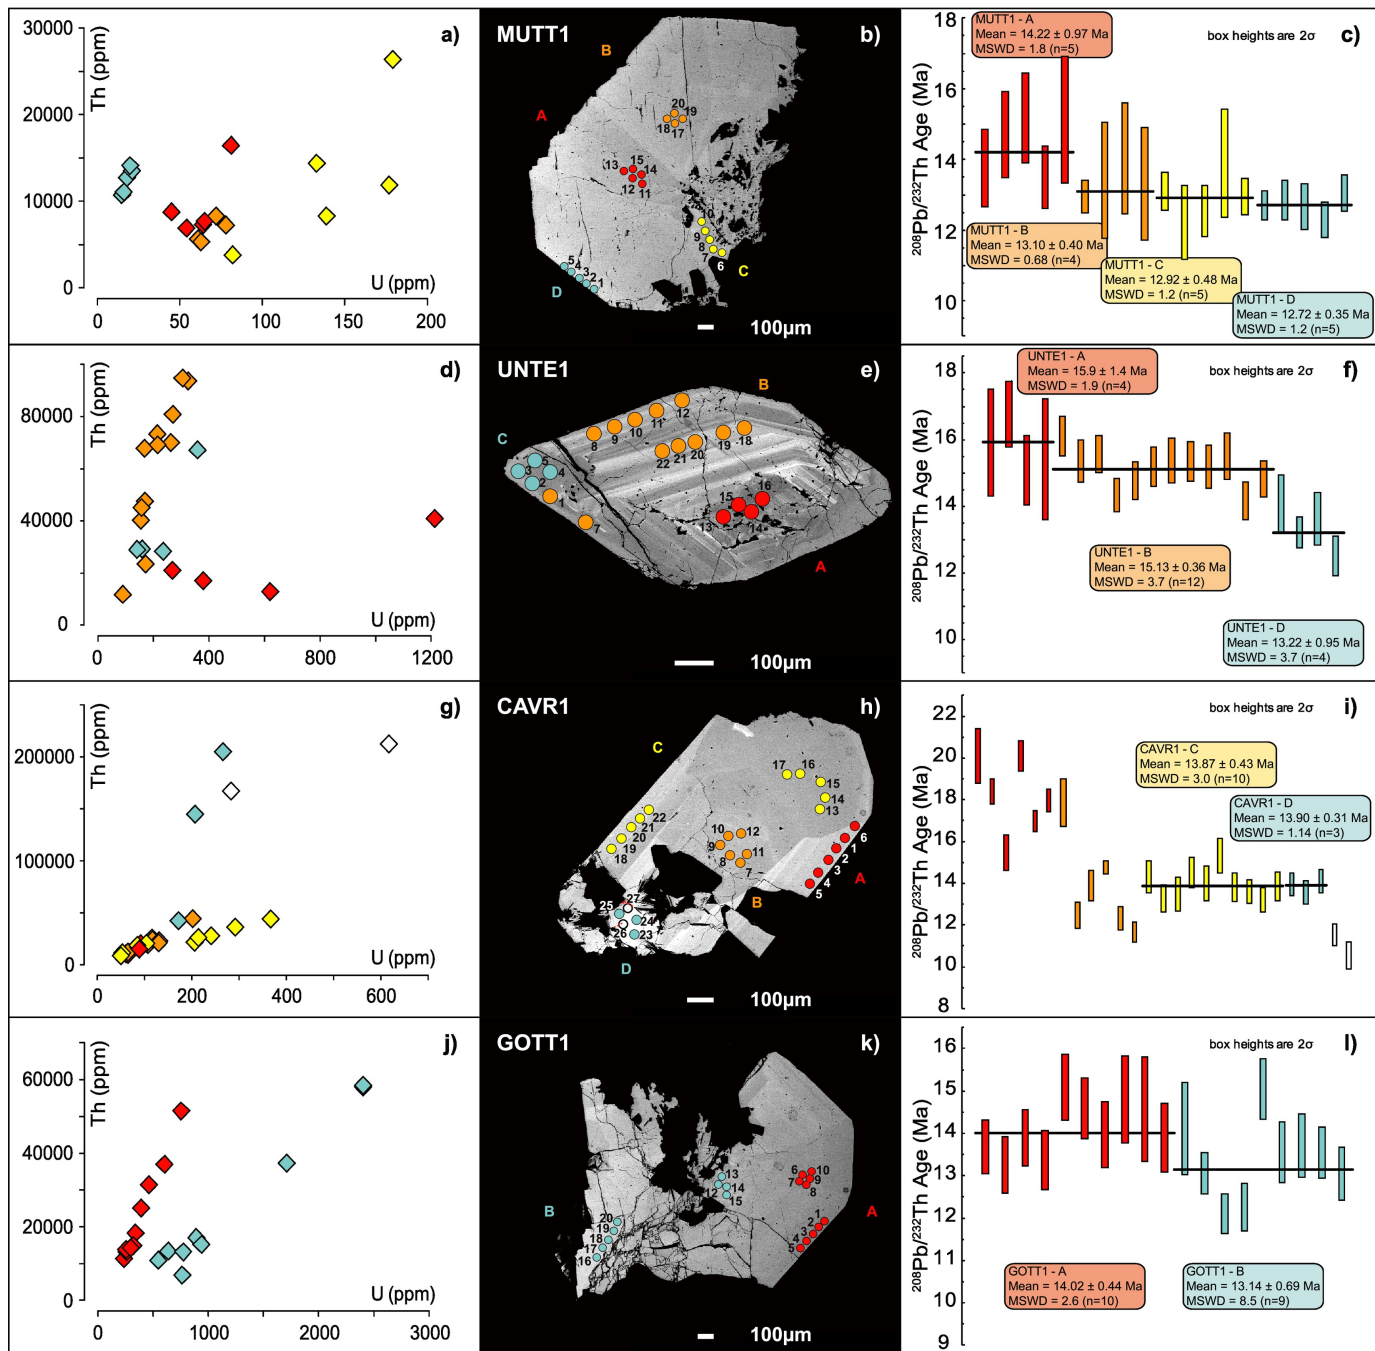 a)
Th (ppm)
30000
20000
10000
0
U (ppm)
0
50
100
150
200
MUTT1
b)
B
A
20
19
18
17
13
15
14
12
11
10
9
8
7
6
C
5
4
3
2
1
D
100µm
c)
box heights are 2σ
208Pb/232Th Age (Ma)
18
16
14
12
10
MUTT1 - A
Mean = 14.22 ± 0.97 Ma
MSWD = 1.8 (n=5)
MUTT1 - B
Mean = 13.10 ± 0.40 Ma
MSWD = 0.68 (n=4)
MUTT1 - C
Mean = 12.92 ± 0.48 Ma
MSWD = 1.2 (n=5)
MUTT1 - D
Mean = 12.72 ± 0.35 Ma
MSWD = 1.2 (n=5)
d)
Th (ppm)
80000
40000
0
U (ppm)
0
400
800
1200
UNTE1
e)
B
12
11
10
9
8
18
19
20
21
22
C
5
3
4
2
1
7
16
15
13
14
A
100µm
f)
box heights are 2σ
208Pb/232Th Age (Ma)
18
16
14
12
10
UNTE1 - A
Mean = 15.9 ± 1.4 Ma
MSWD = 1.9 (n=4)
UNTE1 - B
Mean = 15.13 ± 0.36 Ma
MSWD = 3.7 (n=12)
UNTE1 - D
Mean = 13.22 ± 0.95 Ma
MSWD = 3.7 (n=4)
g)
Th (ppm)
200000
100000
0
U (ppm)
0
200
400
600
CAVR1
h)
C
17
16
15
14
13
22
21
20
19
18
10
12
9
8
11
7
6
1
2
3
4
5
A
B
27
25
24
26
23
D
100µm
i)
box heights are 2σ
208Pb/232Th Age (Ma)
22
20
18
16
14
12
10
8
CAVR1 - C
Mean = 13.87 ± 0.43 Ma
MSWD = 3.0 (n=10)
CAVR1 - D
Mean = 13.90 ± 0.31 Ma
MSWD = 1.14 (n=3)
j)
Th (ppm)
60000
40000
20000
0
U (ppm)
0
1000
2000
3000
GOTT1
k)
13
12
14
15
6
10
7
9
8
B
A
20
19
18
17
16
1
2
3
4
5
100µm
l)
box heights are 2σ
208Pb/232Th Age (Ma)
16
15
14
13
12
11
10
9
GOTT1 - A
Mean = 14.02 ± 0.44 Ma
MSWD = 2.6 (n=10)
GOTT1 - B
Mean = 13.14 ± 0.69 Ma
MSWD = 8.5 (n=9)